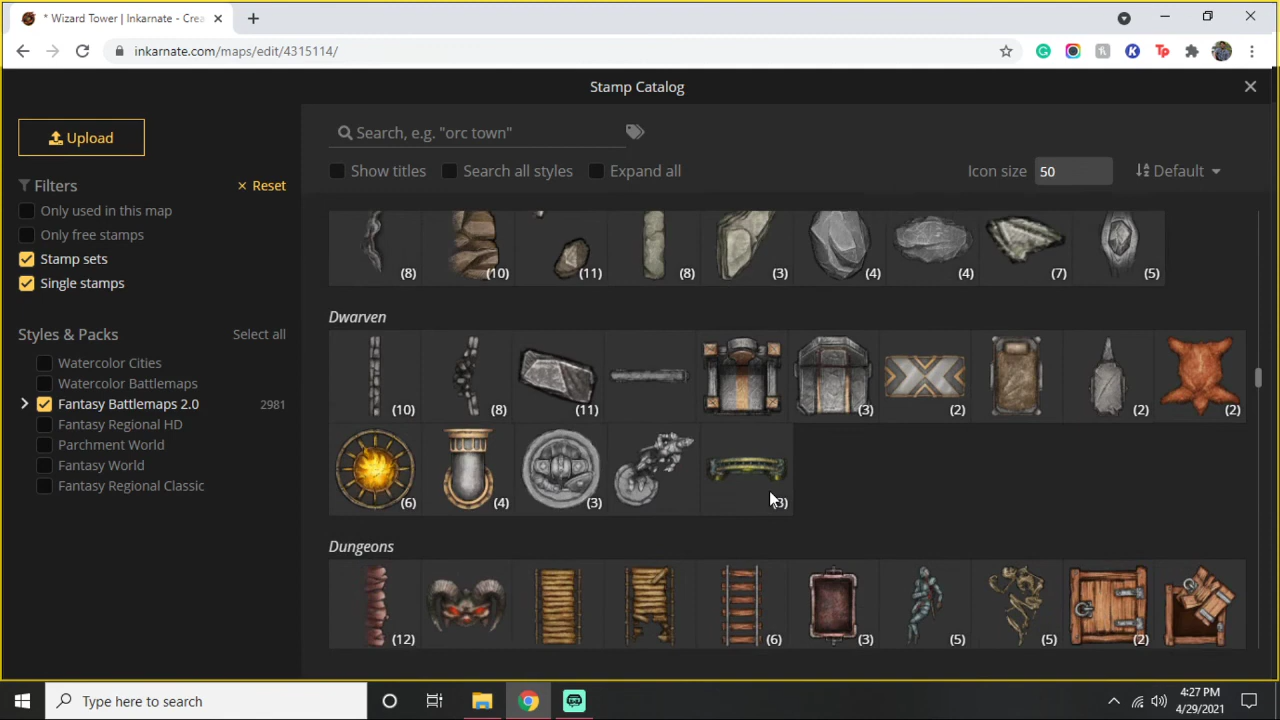 * Wizard Tower | Inkarnate - Crea
inkarnate.com/maps/edit/4315114/
Stamp Catalog
Upload
Search, e.g. "orc town"
Show titles
Search all styles
Expand all
Icon size
50
Default
Filters
Reset
Only used in this map
Only free stamps
Stamp sets
Single stamps
Styles & Packs
Select all
Watercolor Cities
Watercolor Battlemaps
Fantasy Battlemaps 2.0
2981
Fantasy Regional HD
Parchment World
Fantasy World
Fantasy Regional Classic
(8) (10) (11) (8) (3) (4) (4) (7) (5)
Dwarven
(10) (8) (11) (3) (2) (2) (2)
(6) (4) (3) (3)
Dungeons
(12) (6) (3) (5) (5) (2)
Type here to search
4:27 PM
4/29/2021